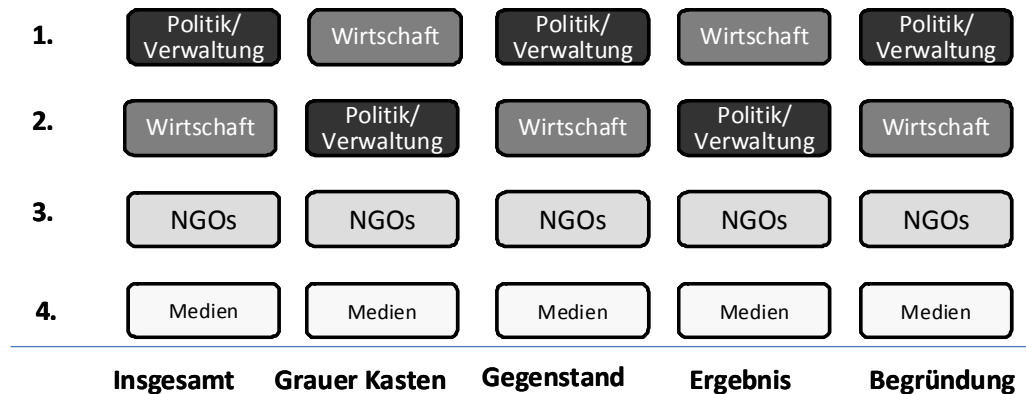 1. Politik/ Wirtschaft Politik/ Wirtschaft Politik/
Verwaltung Verwaltung Verwaltung
2. Wirtschaft Politik/ Wirtschaft Politik/ Wirtschaft
Verwaltung Verwaltung
3. NGOs NGOs NGOs NGOs NGOs
4. Medien Medien Medien Medien Medien
Insgesamt Grauer Kasten Gegenstand Ergebnis Begründung